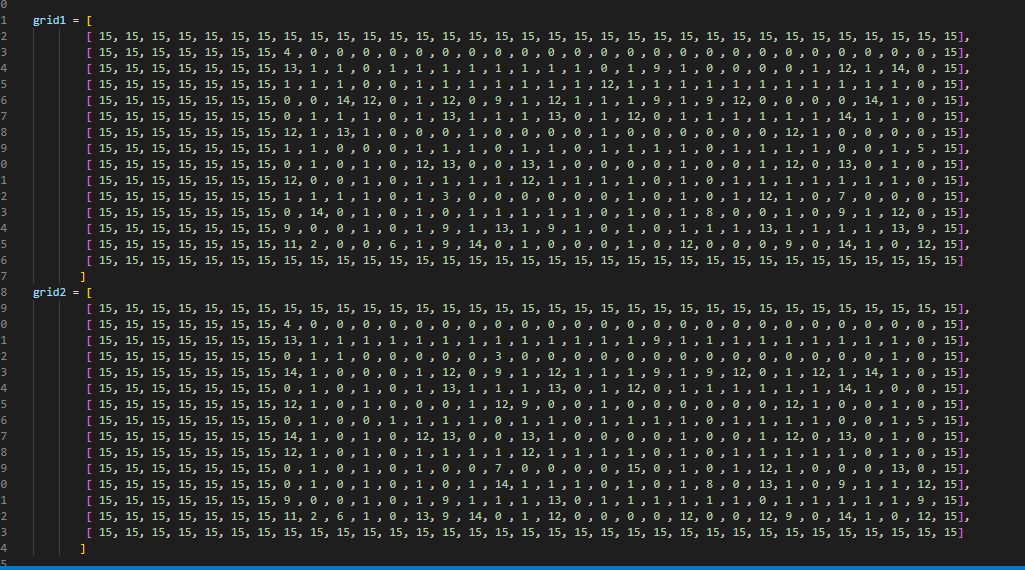 0
1 grid1 = [
2 [ 15, 15, 15, 15, 15, 15, 15, 15, 15, 15, 15, 15, 15, 15, 15, 15, 15, 15, 15, 15, 15, 15, 15, 15, 15, 15, 15, 15, 15, 15, 15, 15, 15],
3 [ 15, 15, 15, 15, 15, 15, 15, 4 , 0 , 0 , 0 , 0 , 0 , 0 , 0 , 0 , 0 , 0 , 0 , 0 , 0 , 0 , 0 , 0 , 0 , 0 , 0 , 0 , 0 , 0 , 0 , 0 , 15],
4 [ 15, 15, 15, 15, 15, 15, 15, 13, 1 , 1 , 0 , 1 , 1 , 1 , 1 , 1 , 1 , 1 , 1 , 0 , 1 , 9 , 1 , 0 , 0 , 0 , 0 , 1 , 12, 1 , 14, 0 , 15],
5 [ 15, 15, 15, 15, 15, 15, 15, 1 , 1 , 1 , 0 , 0 , 1 , 1 , 1 , 1 , 1 , 1 , 1 , 12, 1 , 1 , 1 , 1 , 1 , 1 , 1 , 1 , 1 , 1 , 1 , 0 , 15],
6 [ 15, 15, 15, 15, 15, 15, 15, 0 , 0 , 14, 12, 0 , 1 , 12, 0 , 9 , 1 , 12, 1 , 1 , 1 , 9 , 1 , 9 , 12, 0 , 0 , 0 , 0 , 14, 1 , 0 , 15],
7 [ 15, 15, 15, 15, 15, 15, 15, 0 , 1 , 1 , 1 , 0 , 1 , 13, 1 , 1 , 1 , 13, 0 , 1 , 12, 0 , 1 , 1 , 1 , 1 , 1 , 1 , 14, 1 , 1 , 0 , 15],
8 [ 15, 15, 15, 15, 15, 15, 15, 12, 1 , 13, 1 , 0 , 0 , 0 , 1 , 0 , 0 , 0 , 0 , 1 , 0 , 0 , 0 , 0 , 0 , 0 , 12, 1 , 0 , 0 , 0 , 0 , 15],
9 [ 15, 15, 15, 15, 15, 15, 15, 1 , 1 , 0 , 0 , 0 , 1 , 1 , 1 , 0 , 1 , 1 , 0 , 1 , 1 , 1 , 1 , 0 , 1 , 1 , 1 , 1 , 0 , 0 , 1 , 5 , 15],
0 [ 15, 15, 15, 15, 15, 15, 15, 0 , 1 , 0 , 1 , 0 , 12, 13, 0 , 0 , 13, 1 , 0 , 0 , 0 , 0 , 1 , 0 , 0 , 1 , 12, 0 , 13, 0 , 1 , 0 , 15],
1 [ 15, 15, 15, 15, 15, 15, 15, 12, 0 , 0 , 1 , 0 , 1 , 1 , 1 , 1 , 12, 1 , 1 , 1 , 1 , 0 , 1 , 0 , 1 , 1 , 1 , 1 , 1 , 1 , 1 , 0 , 15],
2 [ 15, 15, 15, 15, 15, 15, 15, 1 , 1 , 1 , 1 , 0 , 1 , 3 , 0 , 0 , 0 , 0 , 0 , 0 , 1 , 0 , 1 , 0 , 1 , 12, 1 , 0 , 7 , 0 , 0 , 0 , 15],
3 [ 15, 15, 15, 15, 15, 15, 15, 0 , 14, 0 , 1 , 0 , 1 , 0 , 1 , 1 , 1 , 1 , 1 , 0 , 1 , 0 , 1 , 8 , 0 , 0 , 1 , 0 , 9 , 1 , 12, 0 , 15],
4 [ 15, 15, 15, 15, 15, 15, 15, 9 , 0 , 0 , 1 , 0 , 1 , 9 , 1 , 13, 1 , 9 , 1 , 0 , 1 , 0 , 1 , 1 , 1 , 13, 1 , 1 , 1 , 1 , 13, 9 , 15],
5 [ 15, 15, 15, 15, 15, 15, 15, 11, 2 , 0 , 0 , 6 , 1 , 9 , 14, 0 , 1 , 0 , 0 , 0 , 1 , 0 , 12, 0 , 0 , 0 , 9 , 0 , 14, 1 , 0 , 12, 15],
6 [ 15, 15, 15, 15, 15, 15, 15, 15, 15, 15, 15, 15, 15, 15, 15, 15, 15, 15, 15, 15, 15, 15, 15, 15, 15, 15, 15, 15, 15, 15, 15, 15, 15]
7 ]
8 grid2 = [
9 [ 15, 15, 15, 15, 15, 15, 15, 15, 15, 15, 15, 15, 15, 15, 15, 15, 15, 15, 15, 15, 15, 15, 15, 15, 15, 15, 15, 15, 15, 15, 15, 15, 15],
0 [ 15, 15, 15, 15, 15, 15, 15, 4 , 0 , 0 , 0 , 0 , 0 , 0 , 0 , 0 , 0 , 0 , 0 , 0 , 0 , 0 , 0 , 0 , 0 , 0 , 0 , 0 , 0 , 0 , 0 , 0 , 15],
1 [ 15, 15, 15, 15, 15, 15, 15, 13, 1 , 1 , 1 , 1 , 1 , 1 , 1 , 1 , 1 , 1 , 1 , 1 , 1 , 9 , 1 , 1 , 1 , 1 , 1 , 1 , 1 , 1 , 1 , 0 , 15],
2 [ 15, 15, 15, 15, 15, 15, 15, 0 , 1 , 1 , 0 , 0 , 0 , 0 , 0 , 3 , 0 , 0 , 0 , 0 , 0 , 0 , 0 , 0 , 0 , 0 , 0 , 0 , 0 , 0 , 1 , 0 , 15],
3 [ 15, 15, 15, 15, 15, 15, 15, 14, 1 , 0 , 0 , 0 , 1 , 12, 0 , 9 , 1 , 12, 1 , 1 , 1 , 9 , 1 , 9 , 12, 0 , 1 , 12, 1 , 14, 1 , 0 , 15],
4 [ 15, 15, 15, 15, 15, 15, 15, 0 , 1 , 0 , 1 , 0 , 1 , 13, 1 , 1 , 1 , 13, 0 , 1 , 12, 0 , 1 , 1 , 1 , 1 , 1 , 1 , 14, 1 , 0 , 0 , 15],
5 [ 15, 15, 15, 15, 15, 15, 15, 12, 1 , 0 , 1 , 0 , 0 , 0 , 1 , 12, 9 , 0 , 0 , 1 , 0 , 0 , 0 , 0 , 0 , 0 , 12, 1 , 0 , 0 , 1 , 0 , 15],
6 [ 15, 15, 15, 15, 15, 15, 15, 0 , 1 , 0 , 0 , 1 , 1 , 1 , 1 , 0 , 1 , 1 , 0 , 1 , 1 , 1 , 1 , 0 , 1 , 1 , 1 , 1 , 0 , 0 , 1 , 5 , 15],
7 [ 15, 15, 15, 15, 15, 15, 15, 14, 1 , 0 , 1 , 0 , 12, 13, 0 , 0 , 13, 1 , 0 , 0 , 0 , 0 , 1 , 0 , 0 , 1 , 12, 0 , 13, 0 , 1 , 0 , 15],
8 [ 15, 15, 15, 15, 15, 15, 15, 12, 1 , 0 , 1 , 0 , 1 , 1 , 1 , 1 , 12, 1 , 1 , 1 , 1 , 0 , 1 , 0 , 1 , 1 , 1 , 1 , 1 , 0 , 1 , 0 , 15],
9 [ 15, 15, 15, 15, 15, 15, 15, 0 , 1 , 0 , 1 , 0 , 1 , 0 , 0 , 7 , 0 , 0 , 0 , 0 , 15, 0 , 1 , 0 , 1 , 12, 1 , 0 , 0 , 0 , 13, 0 , 15],
0 [ 15, 15, 15, 15, 15, 15, 15, 0 , 1 , 0 , 1 , 0 , 1 , 0 , 1 , 14, 1 , 1 , 1 , 0 , 1 , 0 , 1 , 8 , 0 , 13, 1 , 0 , 9 , 1 , 1 , 12, 15],
1 [ 15, 15, 15, 15, 15, 15, 15, 9 , 0 , 0 , 1 , 0 , 1 , 9 , 1 , 1 , 1 , 13, 0 , 1 , 1 , 1 , 1 , 1 , 1 , 0 , 1 , 1 , 1 , 1 , 1 , 9 , 15],
2 [ 15, 15, 15, 15, 15, 15, 15, 11, 2 , 6 , 1 , 0 , 13, 9 , 14, 0 , 1 , 12, 0 , 0 , 0 , 0 , 12, 0 , 0 , 12, 9 , 0 , 14, 1 , 0 , 12, 15],
3 [ 15, 15, 15, 15, 15, 15, 15, 15, 15, 15, 15, 15, 15, 15, 15, 15, 15, 15, 15, 15, 15, 15, 15, 15, 15, 15, 15, 15, 15, 15, 15, 15, 15]
4 ]
5